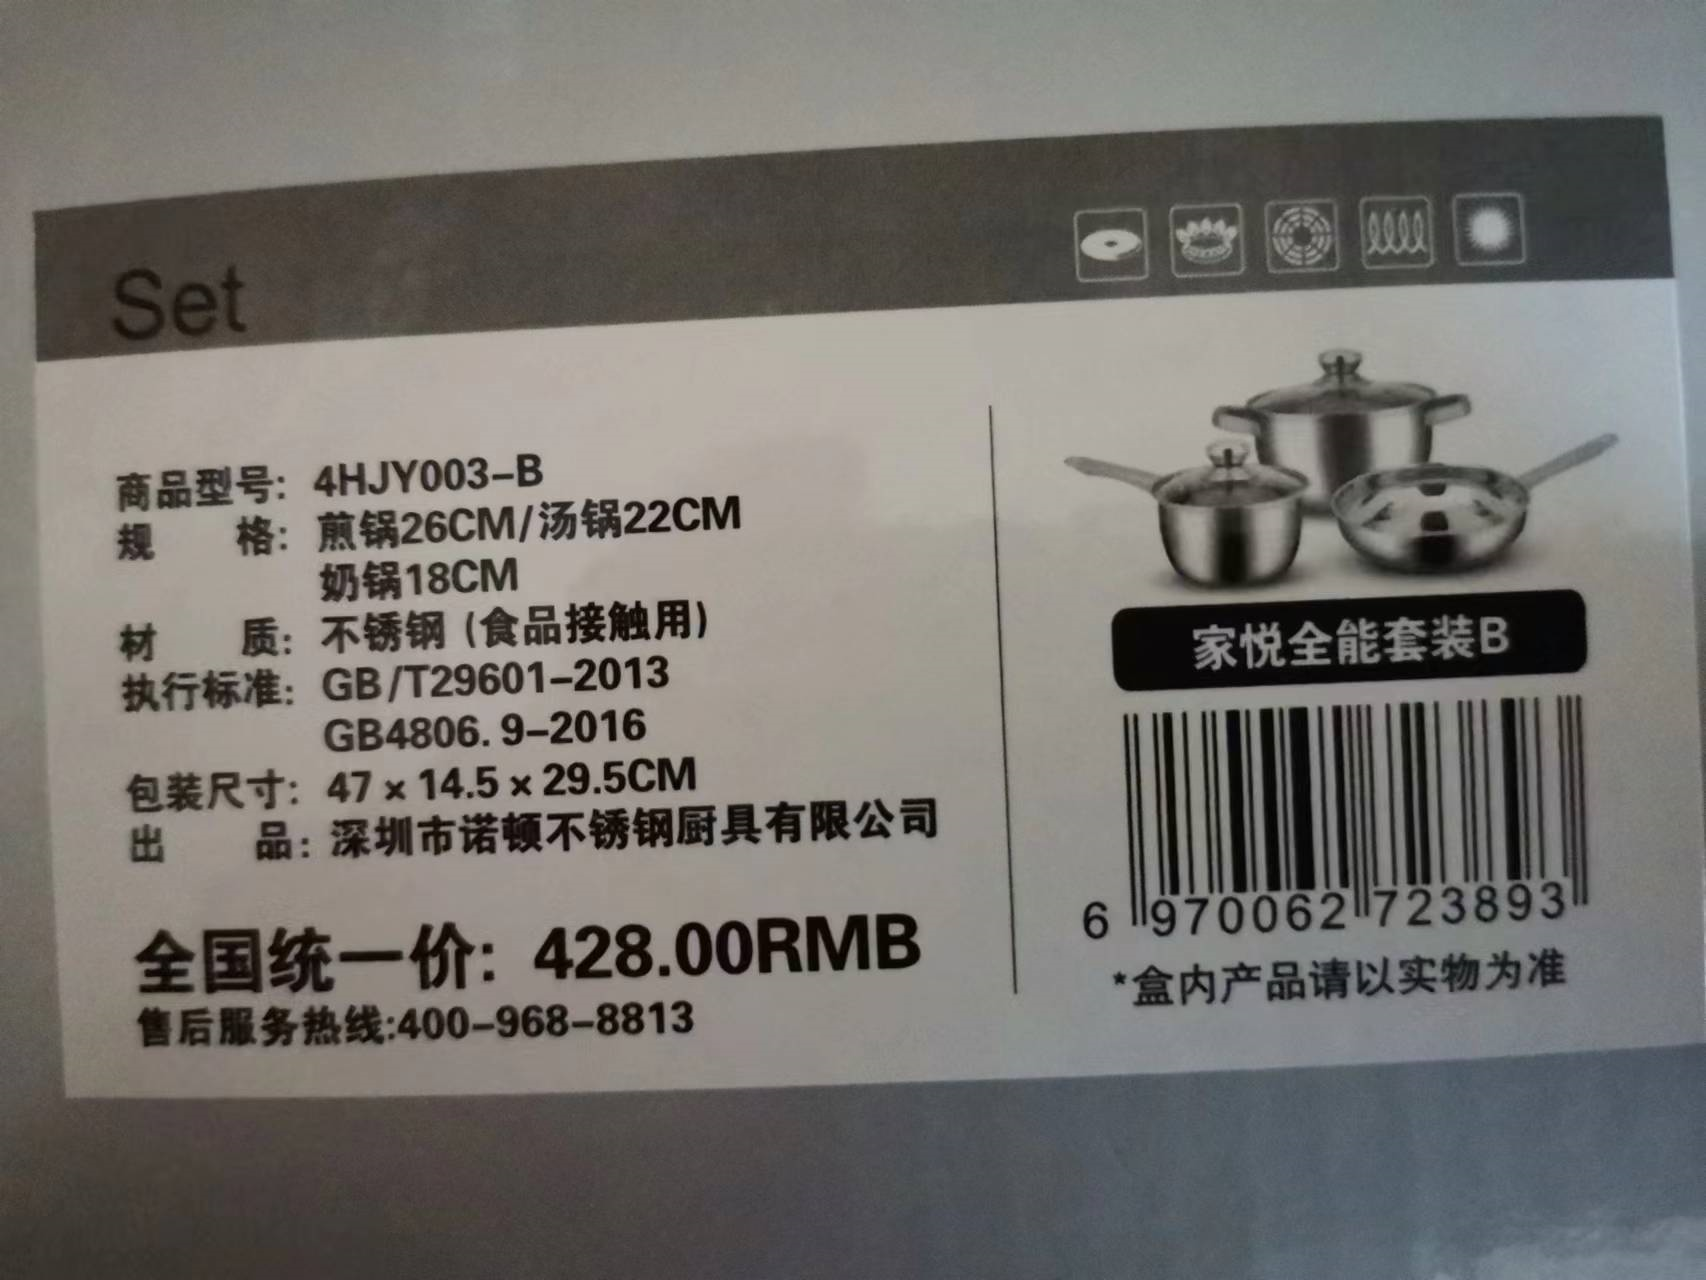 Set
商品型号：4HJY003-B
规 格：煎锅26CM/汤锅22CM
奶锅18CM
材 质：不锈钢（食品接触用）
执行标准：GB/T29601-2013
GB4806.9-2016
包装尺寸：47×14.5×29.5CM
出 品：深圳市诺顿不锈钢厨具有限公司
全国统一价：428.00RMB
售后服务热线:400-968-8813
家悦全能套装B
6 970062 723893
*盒内产品请以实物为准